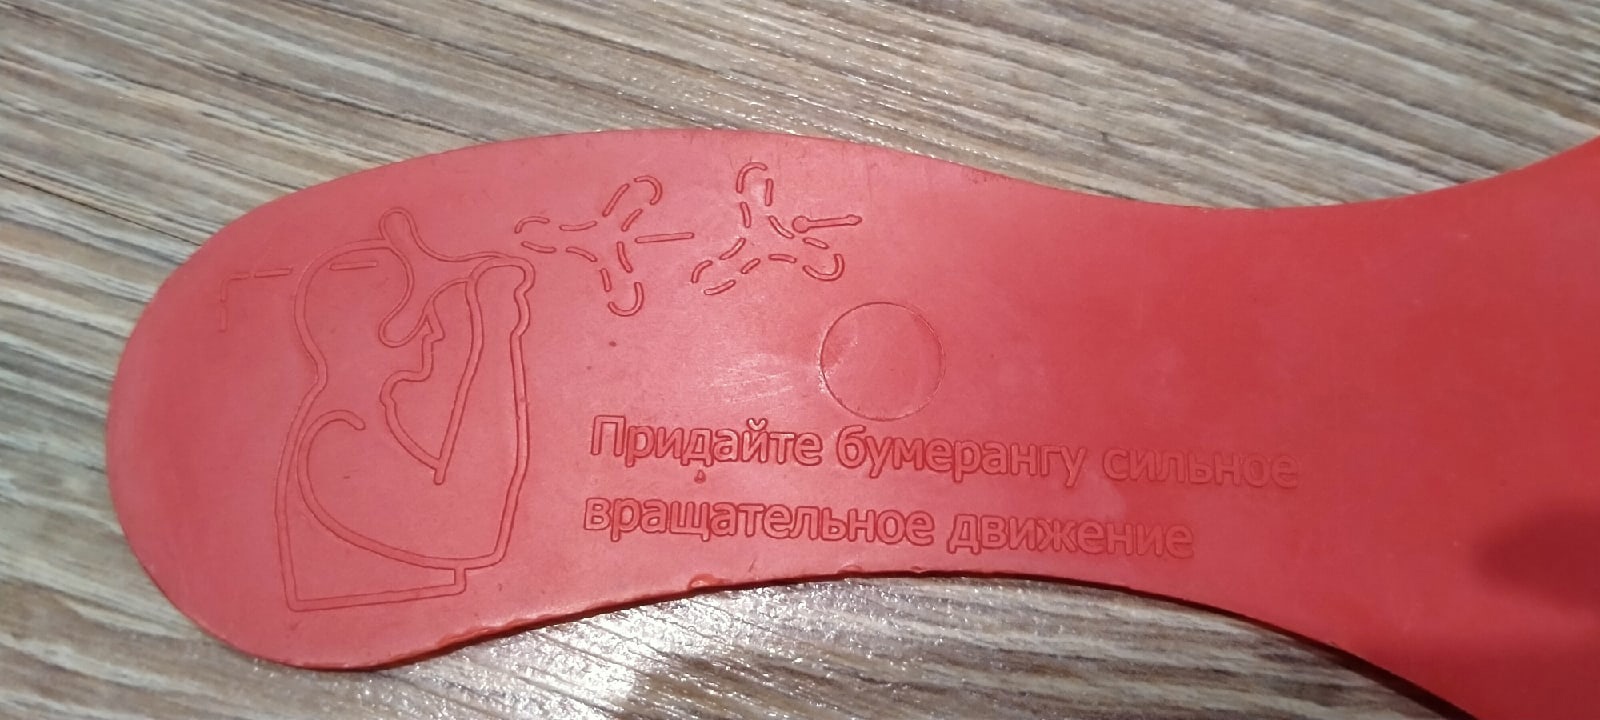 Придайте бумерангу сильное
вращательное движение